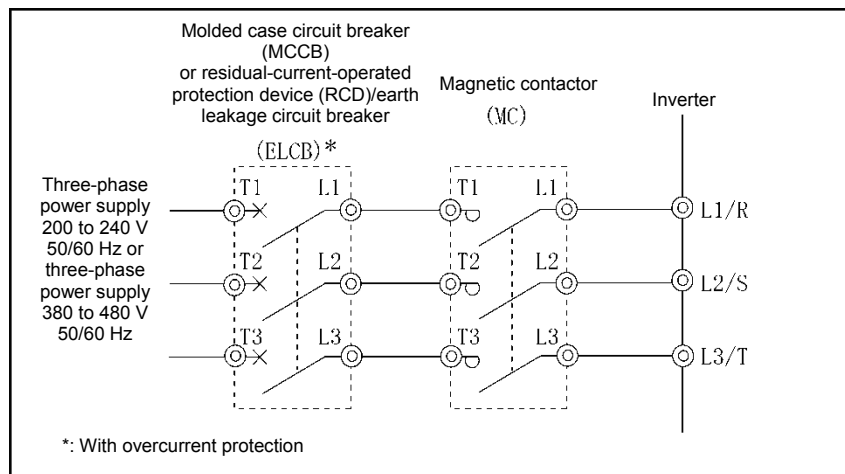 Molded case circuit breaker
(MCCB)
or residual-current-operated
protection device (RCD)/earth
leakage circuit breaker
(ELCB)*
Magnetic contactor
(MC)
Inverter
Three-phase
power supply
200 to 240 V
50/60 Hz or
three-phase
power supply
380 to 480 V
50/60 Hz
T1 L1 T1 L1 L1/R
T2 L2 T2 L2 L2/S
T3 L3 T3 L3 L3/T
*: With overcurrent protection